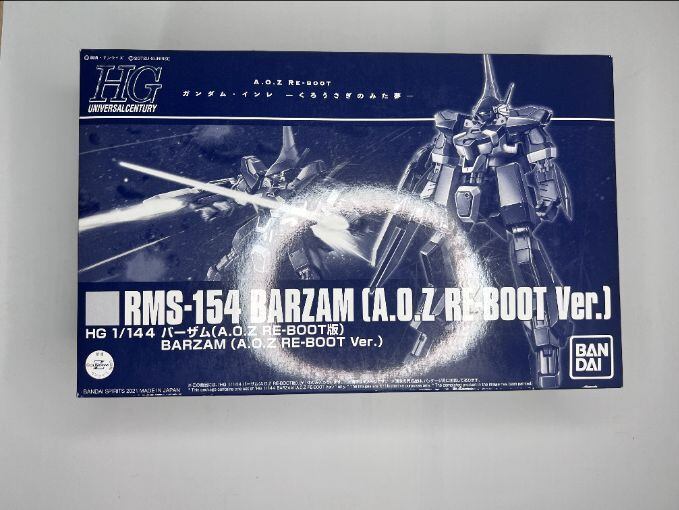 HG
UNIVERSAL CENTURY
A.O.Z RE-BOOT
ガンダム・インレ ―くろうさぎのみた夢―
RMS-154 BARZAM (A.O.Z RE-BOOT Ver.)
HG 1/144 バーザム(A.O.Z RE-BOOT版)
BARZAM (A.O.Z RE-BOOT Ver.)
BAN
DAI
BANDAI SPIRITS 2021 MADE IN JAPAN